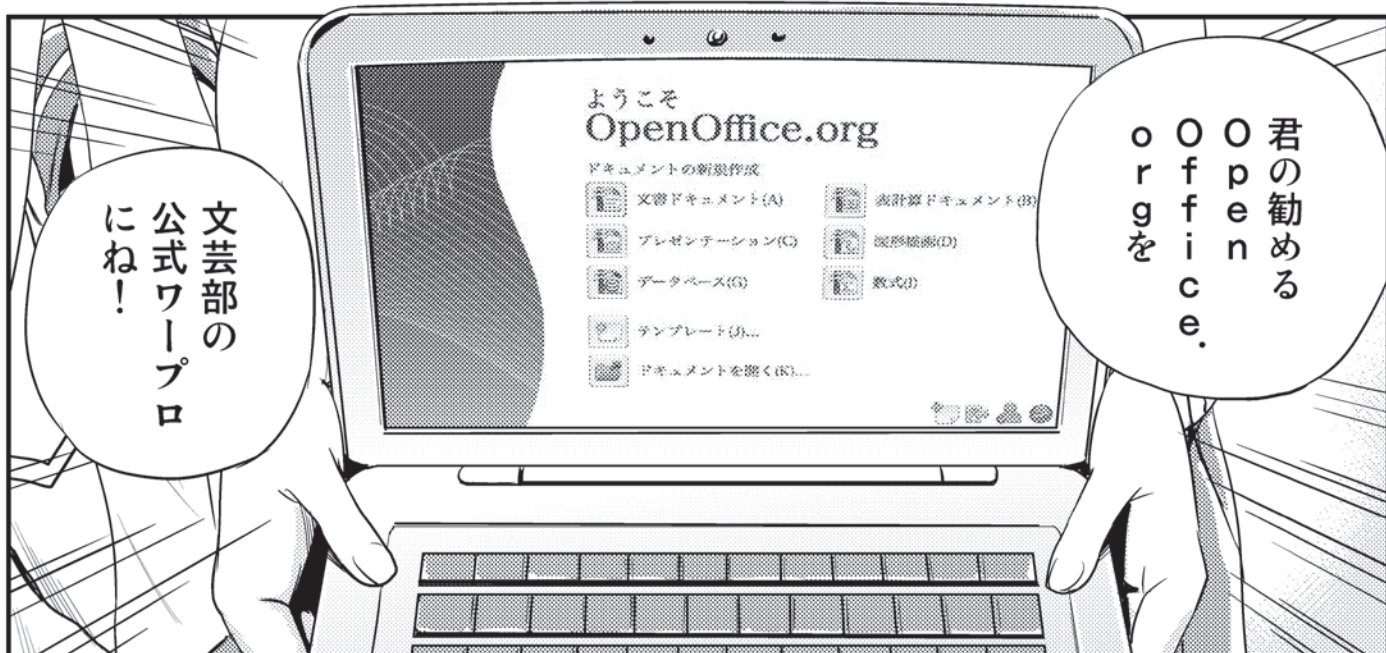 君の勧める
Open
Office.
orgを
ようこそ
OpenOffice.org
ドキュメントの新規作成
文書ドキュメント(A)
表計算ドキュメント(B)
プレゼンテーション(C)
図形描画(D)
データベース(G)
数式(I)
テンプレート(J)...
ドキュメントを開く(K)...
文芸部の
公式ワープロ
にね！